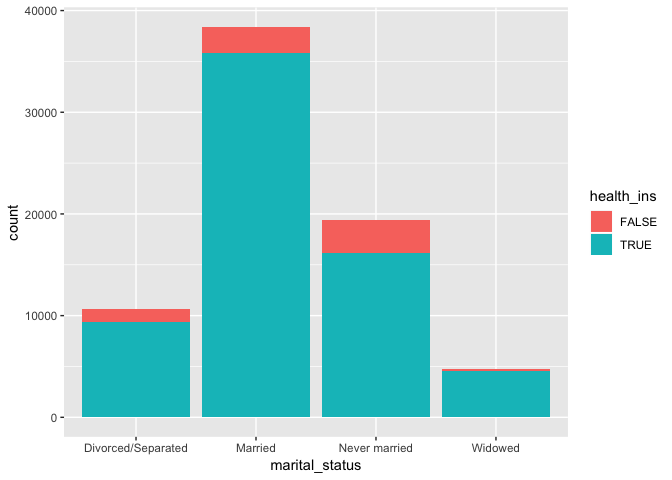 40000
30000
20000
10000
0
count
Divorced/Separated
Married
Never married
Widowed
marital_status
health_ins
FALSE
TRUE